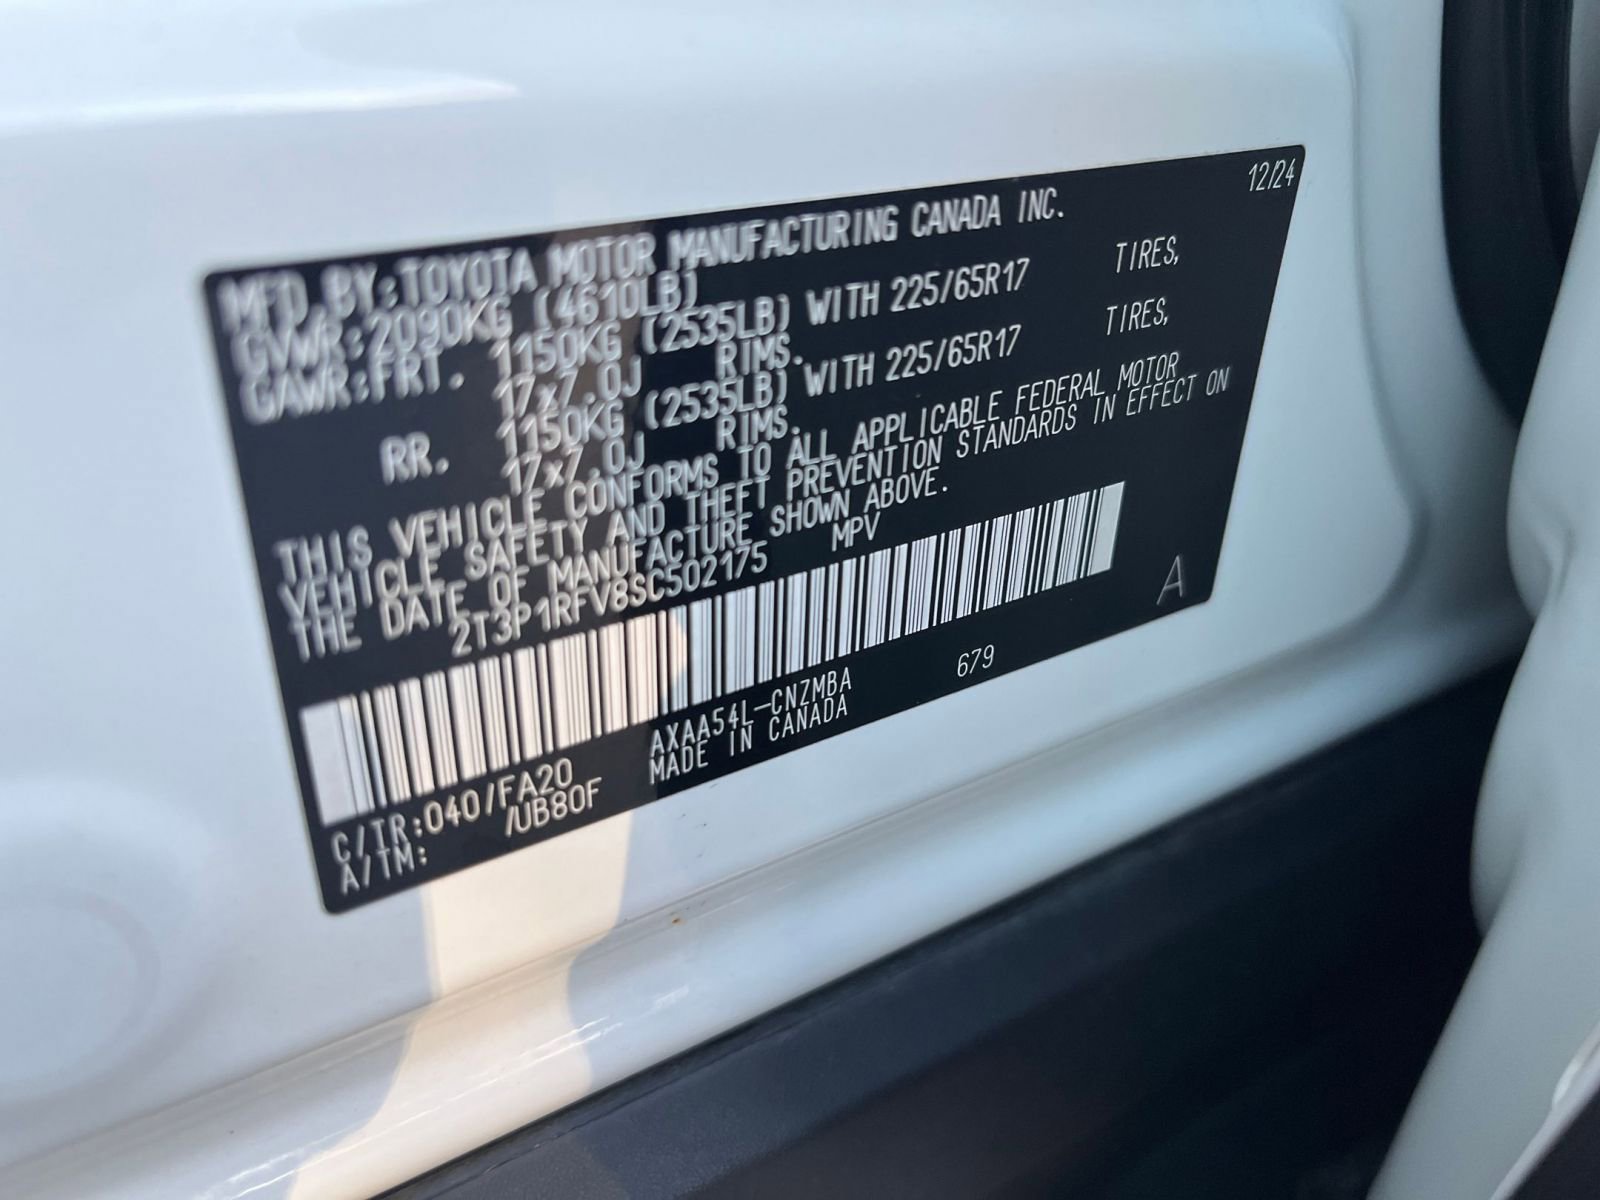 12/24
MFD.BY:TOYOTA MOTOR MANUFACTURING CANADA INC.
GVWR:2090KG (4610LB)
GAWR:FRT. 1150KG (2535LB) WITH 225/65R17 TIRES,
17x7.0J RIMS.
RR. 1150KG (2535LB) WITH 225/65R17 TIRES,
17x7.0J RIMS.
THIS VEHICLE CONFORMS TO ALL APPLICABLE FEDERAL MOTOR
VEHICLE SAFETY AND THEFT PREVENTION STANDARDS IN EFFECT ON
THE DATE OF MANUFACTURE SHOWN ABOVE.
2T3P1RFV8SC502175 MPV
A
C/TR:040/FA20 AXAA54L-CNZMBA 679
A/TM: /UB80F MADE IN CANADA